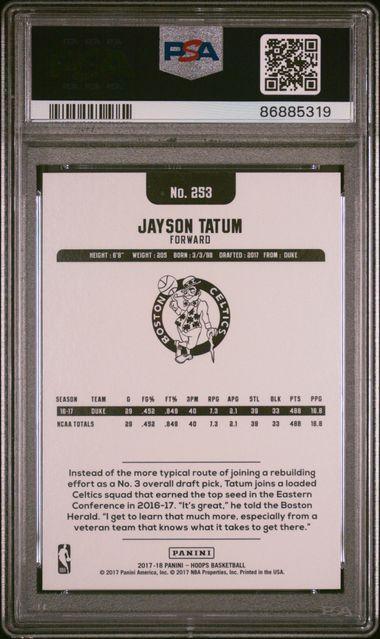 PSA
86885319
No. 253
JAYSON TATUM
FORWARD
HEIGHT: 6'8" WEIGHT: 205 BORN: 3/3/98 DRAFTED: 2017 FROM: DUKE
BOSTON CELTICS
SEASON TEAM G FG% FT% 3PM RPG APG STL BLK PTS PPG
16-17 DUKE 29 .452 .849 40 7.3 2.1 39 33 488 16.8
NCAA TOTALS 29 .452 .849 40 7.3 2.1 39 33 488 16.8
Instead of the more typical route of joining a rebuilding
effort as a No. 3 overall draft pick, Tatum joins a loaded
Celtics squad that earned the top seed in the Eastern
Conference in 2016-17. "It's great," he told the Boston
Herald. "I get to learn that much more, especially from a
veteran team that knows what it takes to get there."
PANINI
NBA
2017-18 PANINI - HOOPS BASKETBALL
© 2017 Panini America, Inc. © 2017 NBA Properties, Inc. Printed in the USA.
PSA